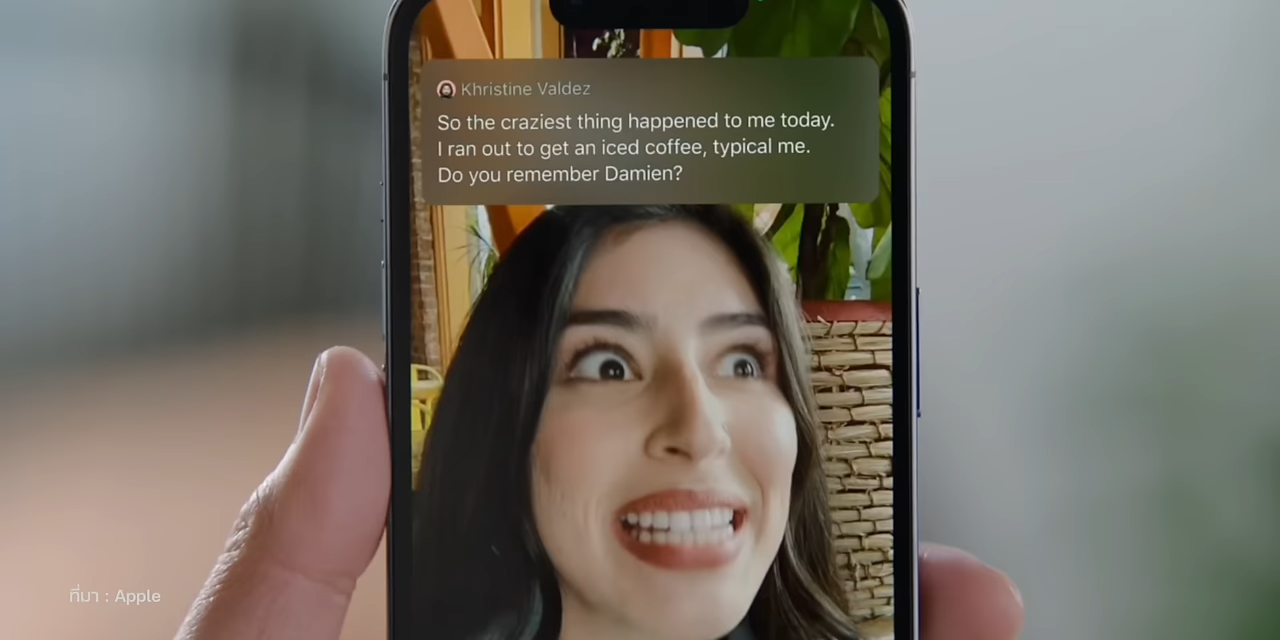 Khristine Valdez
So the craziest thing happened to me today.
I ran out to get an iced coffee, typical me.
Do you remember Damien?
ที่มา : Apple